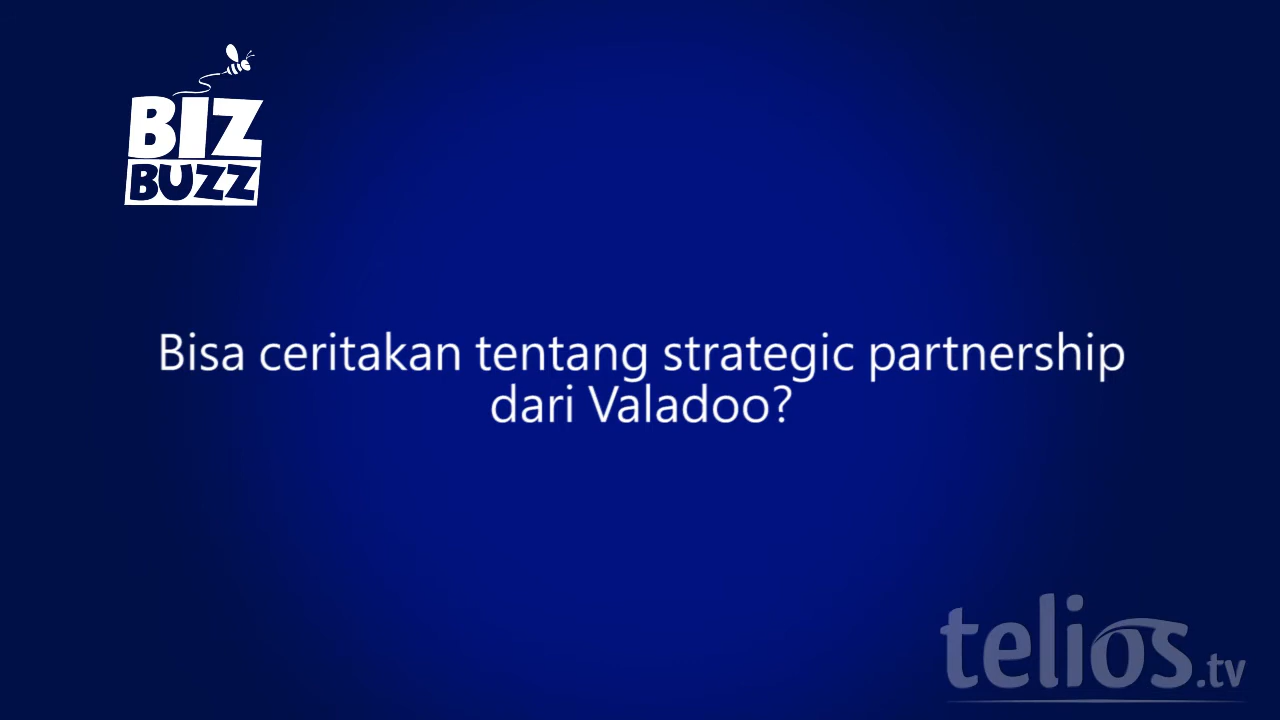 BIZ
BUZZ
Bisa ceritakan tentang strategic partnership
dari Valadoo?
telios.tv